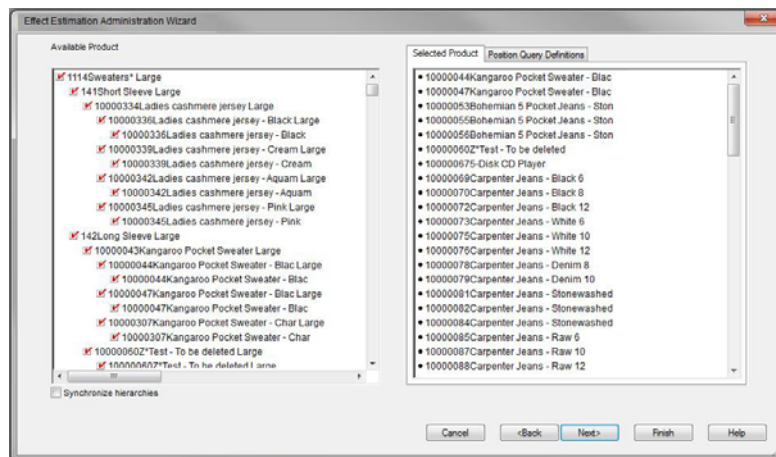 Effect Estimation Administration Wizard
Available Product
1114Sweaters* Large
141Short Sleeve Large
10000334Ladies cashmere jersey Large
10000336Ladies cashmere jersey - Black Large
10000336Ladies cashmere jersey - Black
10000339Ladies cashmere jersey - Cream Large
10000339Ladies cashmere jersey - Cream
10000342Ladies cashmere jersey - Aquam Large
10000342Ladies cashmere jersey - Aquam
10000345Ladies cashmere jersey - Pink Large
10000345Ladies cashmere jersey - Pink
142Long Sleeve Large
10000043Kangaroo Pocket Sweater Large
10000044Kangaroo Pocket Sweater - Blac Large
10000044Kangaroo Pocket Sweater - Blac
10000047Kangaroo Pocket Sweater - Blac Large
10000047Kangaroo Pocket Sweater - Blac
10000307Kangaroo Pocket Sweater - Char Large
10000307Kangaroo Pocket Sweater - Char
10000060Z*Test - To be deleted Large
10000060Z*Test - To be deleted Large
Synchronize hierarchies
Selected Product
Position Query Definitions
10000044Kangaroo Pocket Sweater - Blac
10000047Kangaroo Pocket Sweater - Blac
10000053Bohemian 5 Pocket Jeans - Ston
10000055Bohemian 5 Pocket Jeans - Ston
10000056Bohemian 5 Pocket Jeans - Ston
10000060Z*Test - To be deleted
100000675-Disk CD Player
10000069Carpenter Jeans - Black 6
10000070Carpenter Jeans - Black 8
10000072Carpenter Jeans - Black 12
10000073Carpenter Jeans - White 6
10000075Carpenter Jeans - White 10
10000076Carpenter Jeans - White 12
10000078Carpenter Jeans - Denim 8
10000079Carpenter Jeans - Denim 10
10000081Carpenter Jeans - Stonewashed
10000082Carpenter Jeans - Stonewashed
10000084Carpenter Jeans - Stonewashed
10000085Carpenter Jeans - Raw 6
10000087Carpenter Jeans - Raw 10
10000088Carpenter Jeans - Raw 12
Cancel
<Back
Next>
Finish
Help